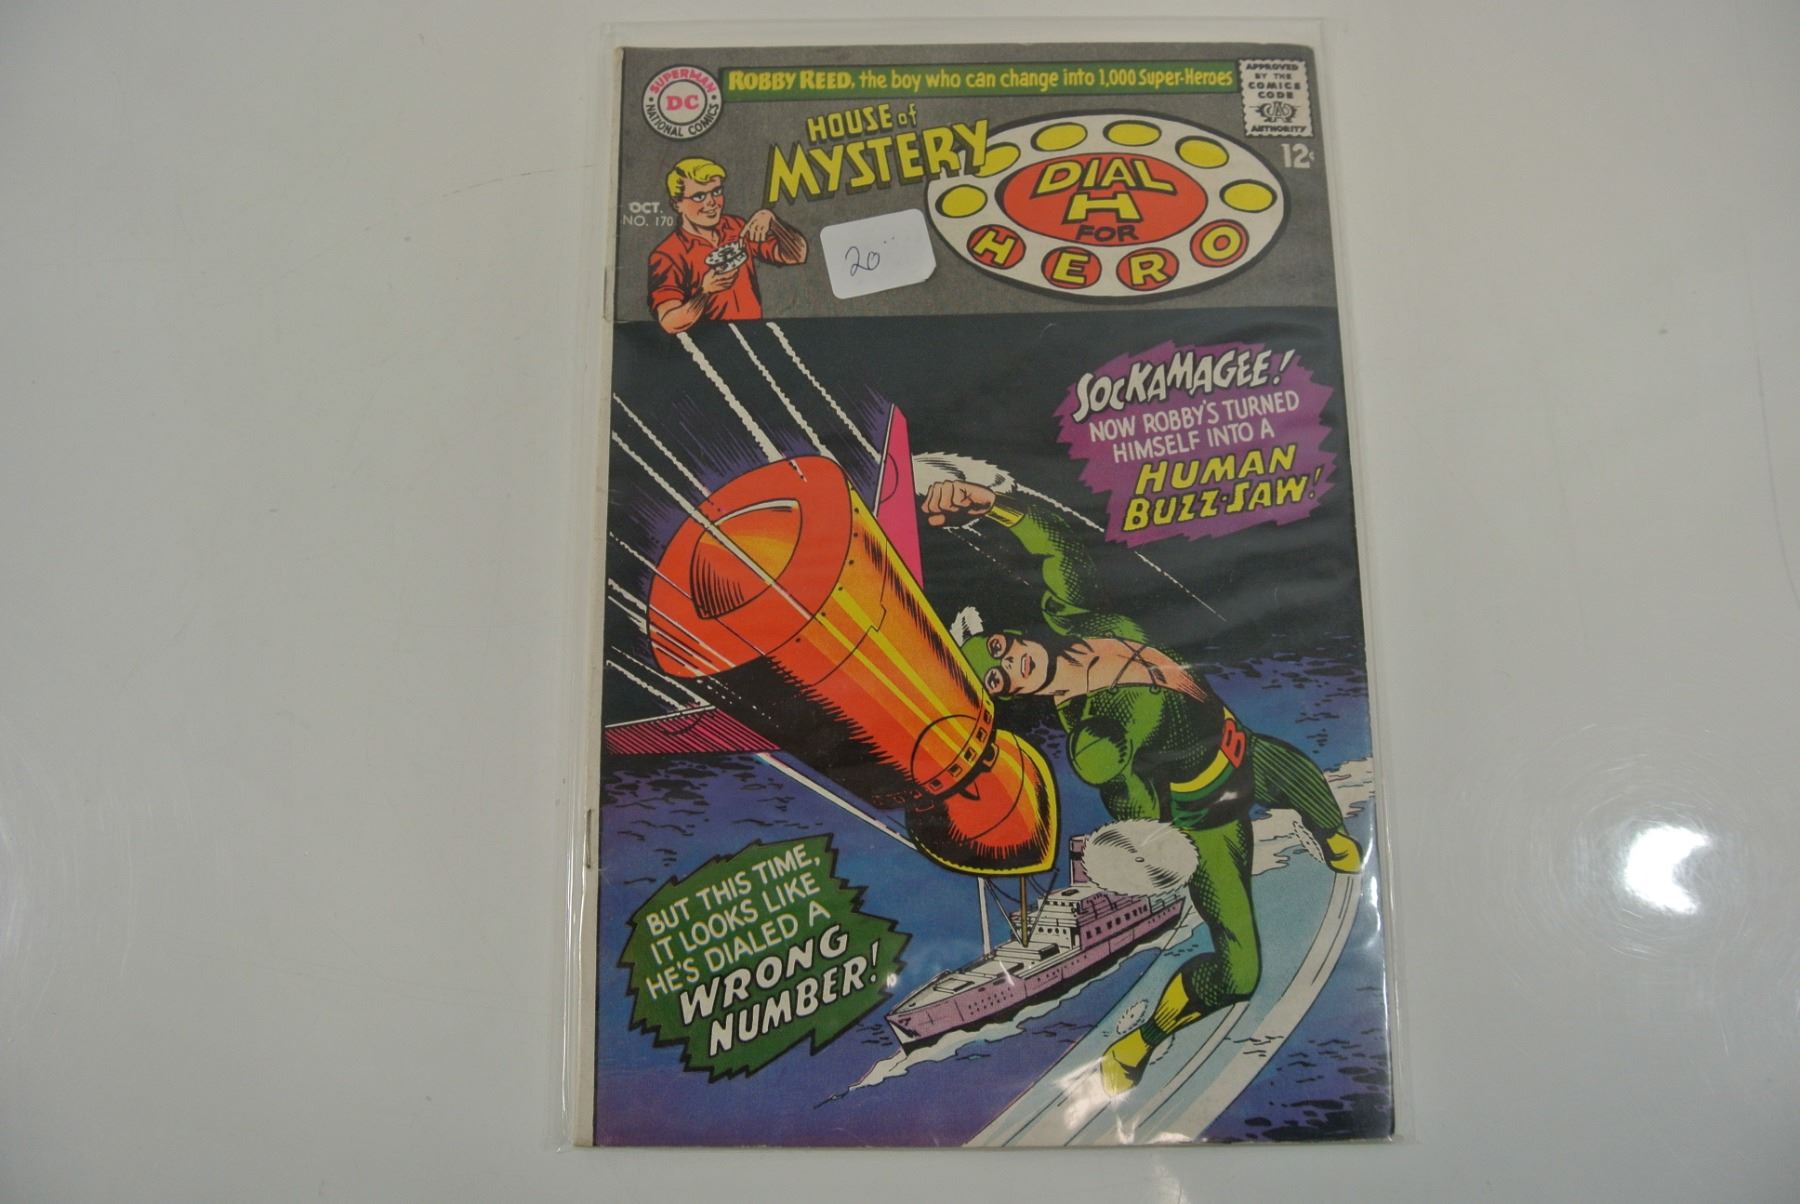 SUPERMAN
DC
NATIONAL COMICS
ROBBY REED, the boy who can change into 1,000 Super-Heroes
APPROVED
BY THE
COMICS
CODE
CA
AUTHORITY
HOUSE of
MYSTERY
DIAL
H
FOR
HERO
12¢
OCT.
NO. 170
20
SOCKAMAGEE!
NOW ROBBY'S TURNED
HIMSELF INTO A
HUMAN
BUZZ-SAW!
B
BUT THIS TIME,
IT LOOKS LIKE
HE'S DIALED A
WRONG
NUMBER!